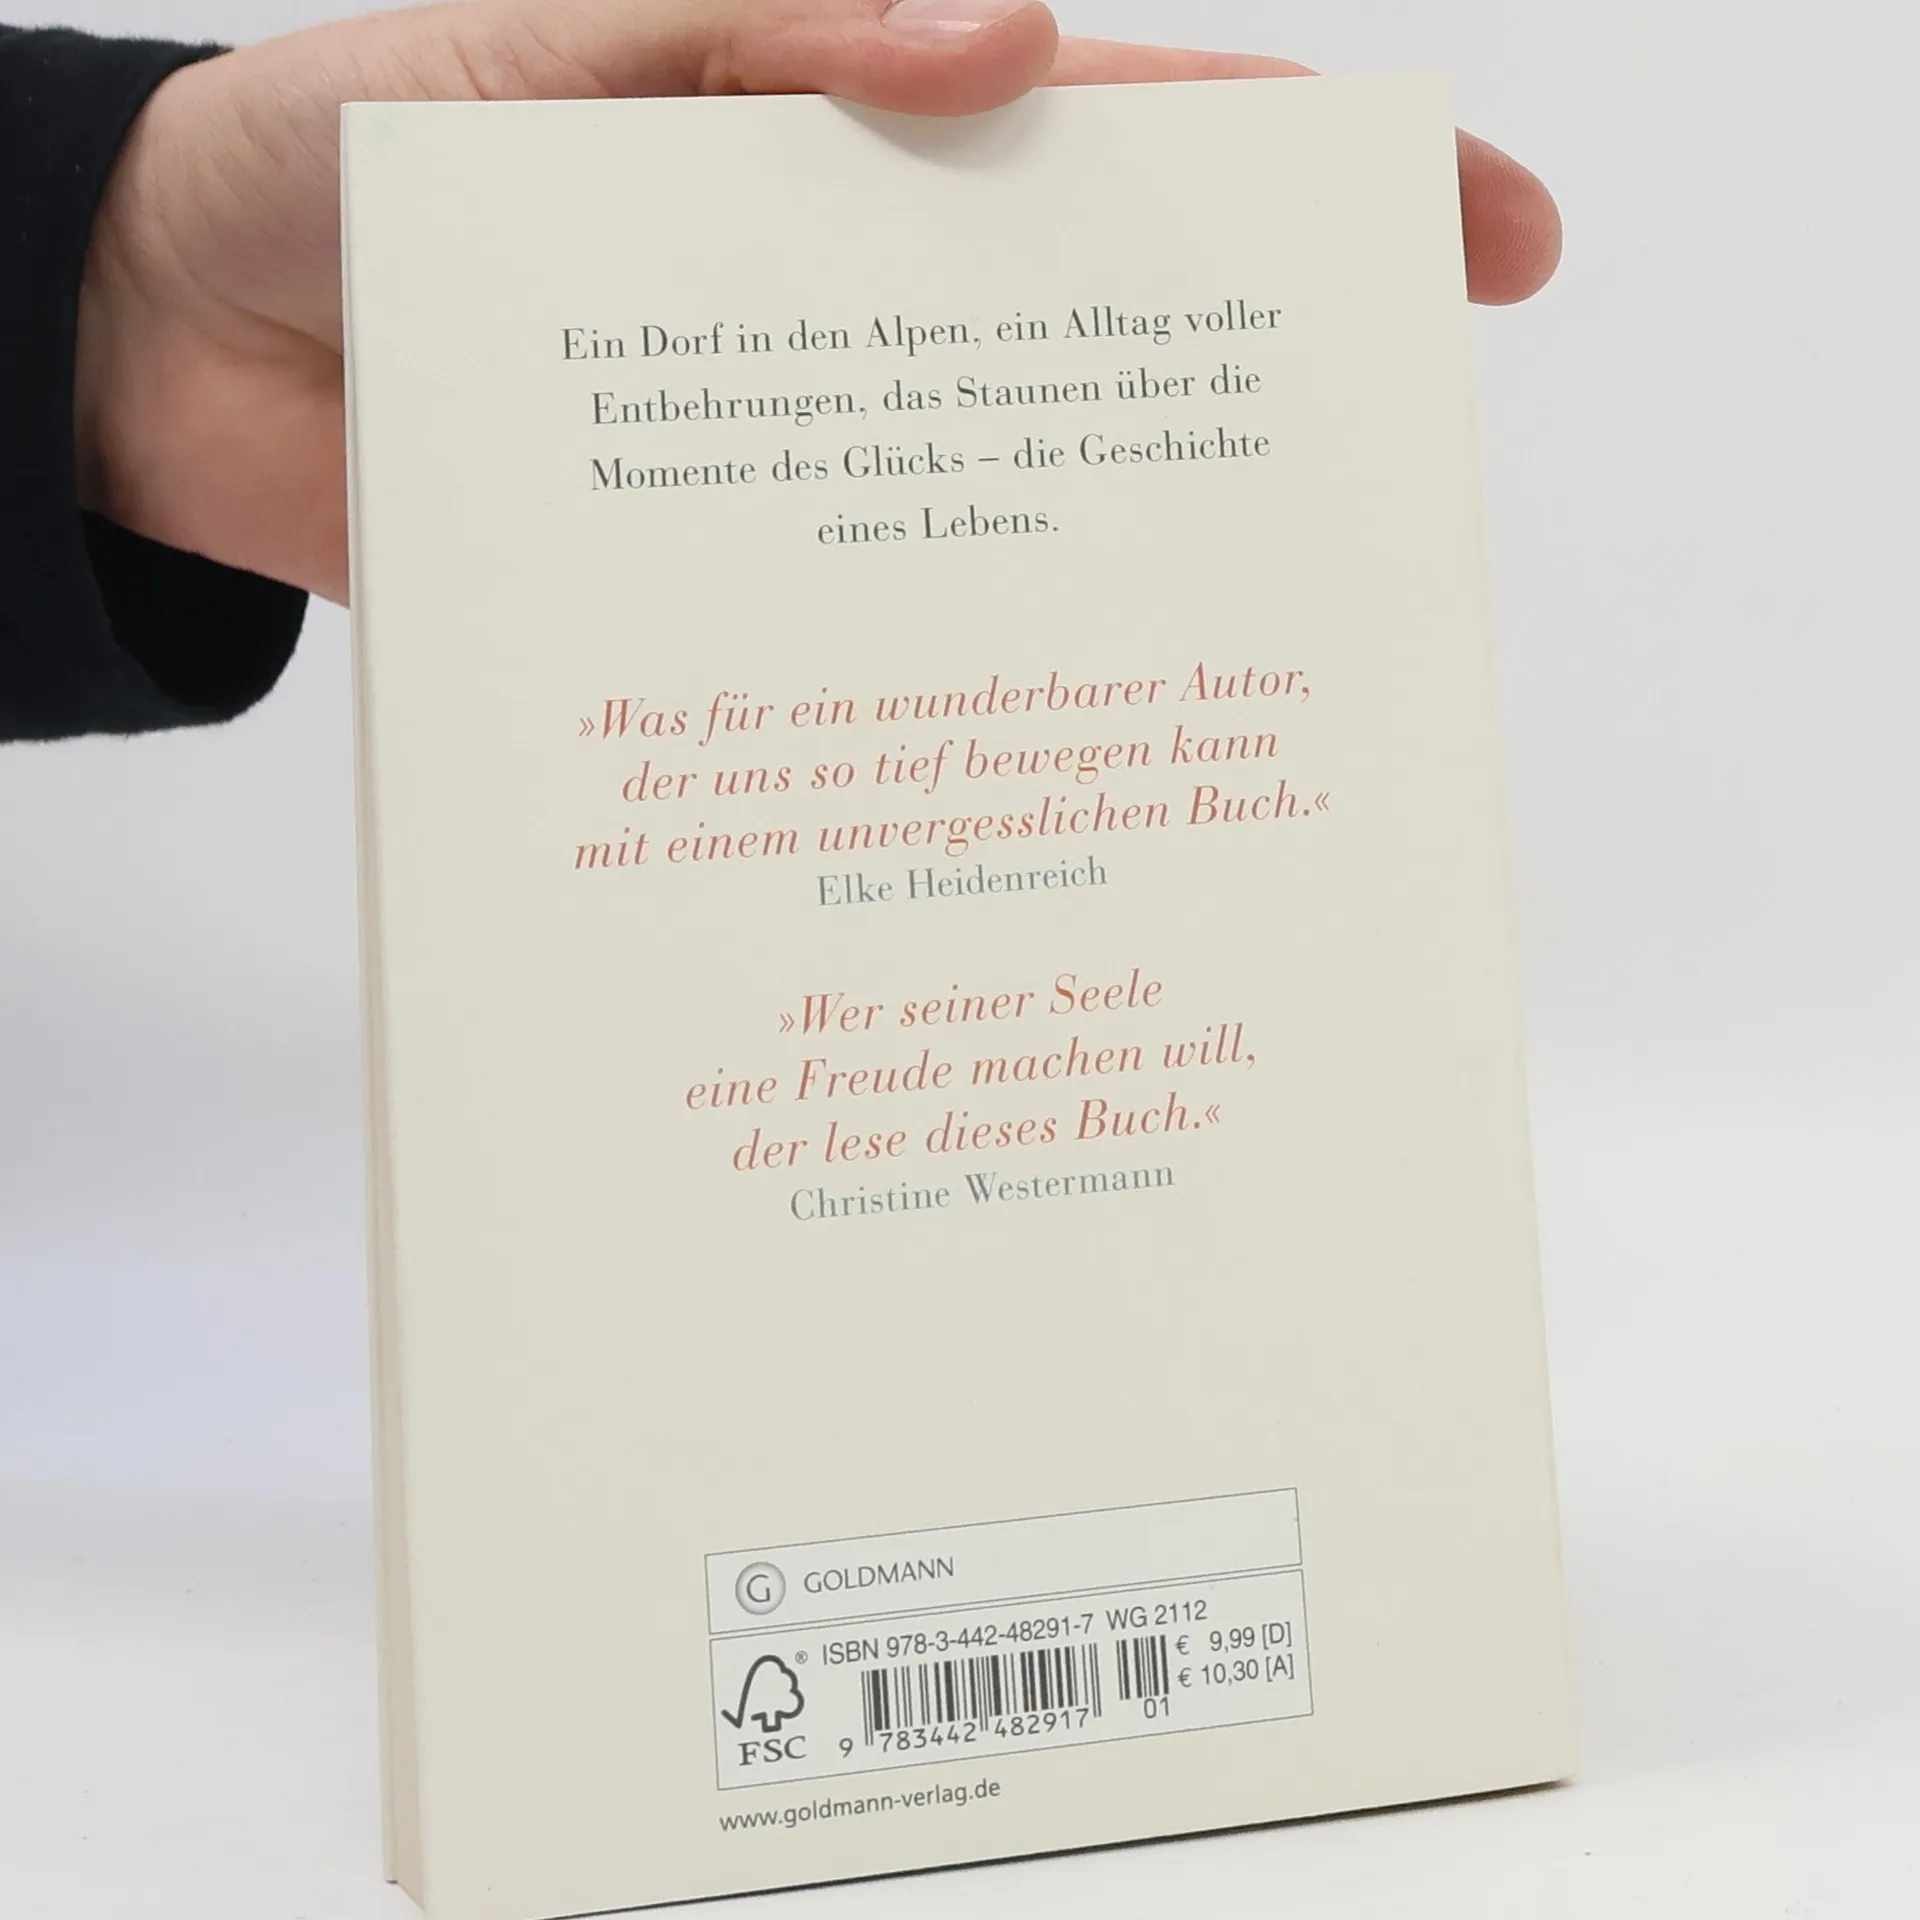 Ein Dorf in den Alpen, ein Alltag voller
Entbehrungen, das Staunen über die
Momente des Glücks – die Geschichte
eines Lebens.
»Was für ein wunderbarer Autor,
der uns so tief bewegen kann
mit einem unvergesslichen Buch.«
Elke Heidenreich
»Wer seiner Seele
eine Freude machen will,
der lese dieses Buch.«
Christine Westermann
G GOLDMANN
ISBN 978-3-442-48291-7 WG 2112
€ 9,99 [D]
€ 10,30 [A]
® FSC
9 783442 482917 01
www.goldmann-verlag.de